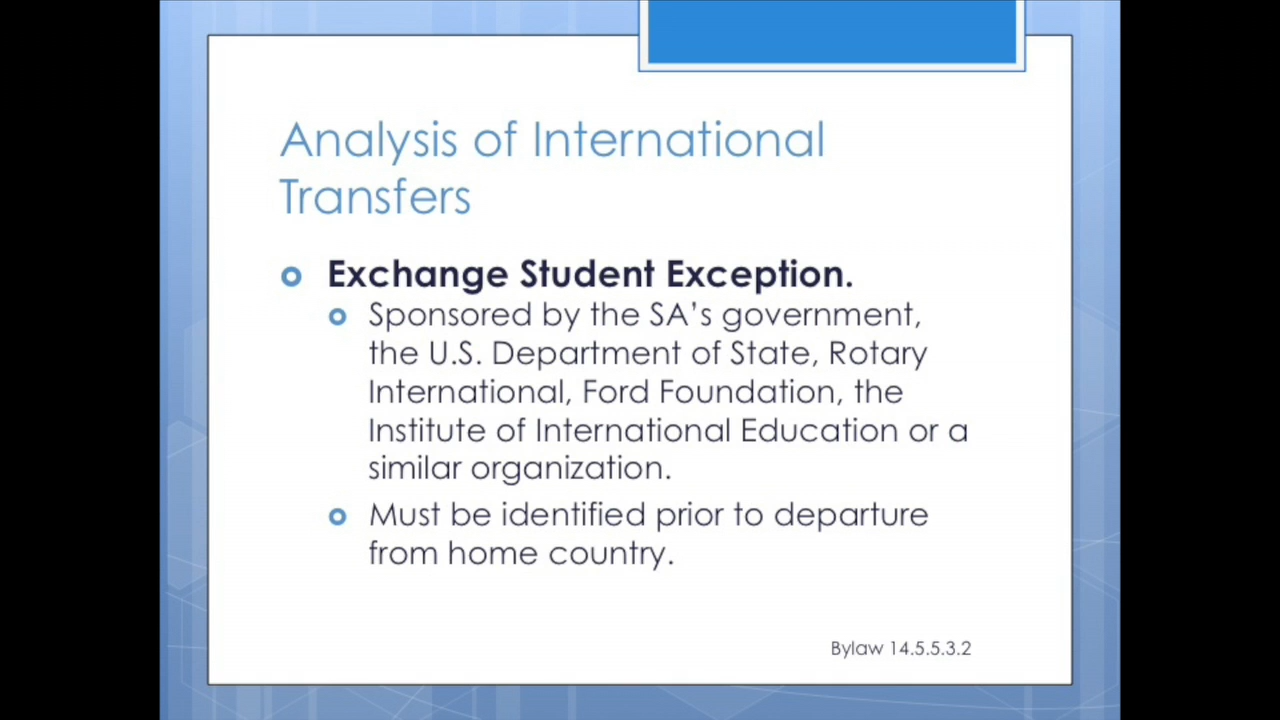 Analysis of International
Transfers
Exchange Student Exception.
Sponsored by the SA's government,
the U.S. Department of State, Rotary
International, Ford Foundation, the
Institute of International Education or a
similar organization.
Must be identified prior to departure
from home country.
Bylaw 14.5.5.3.2